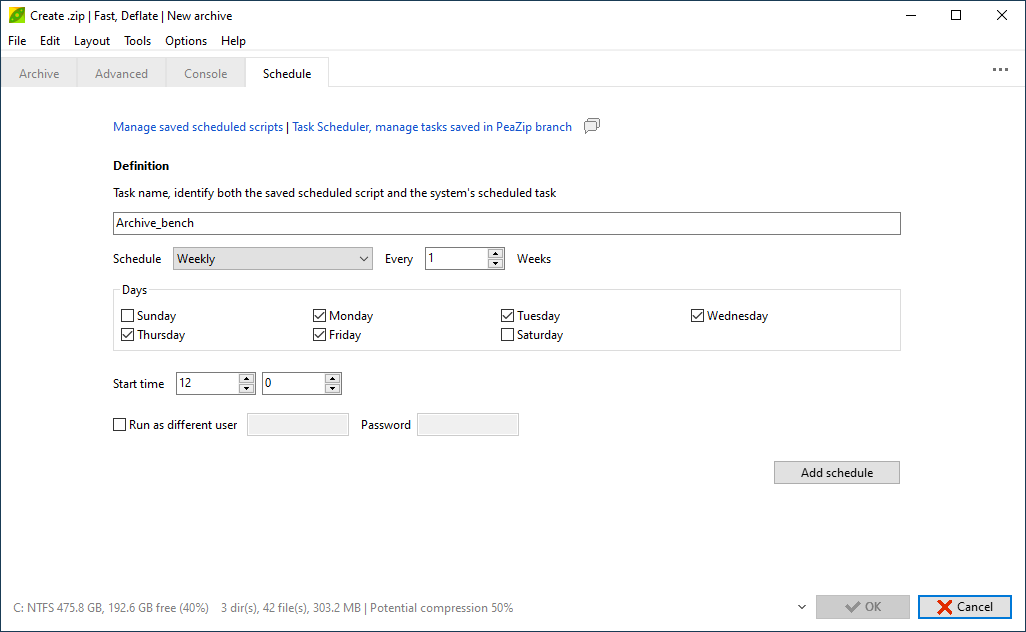 Create .zip | Fast, Deflate | New archive
File Edit Layout Tools Options Help
Archive Advanced Console Schedule
Manage saved scheduled scripts | Task Scheduler, manage tasks saved in PeaZip branch
Definition
Task name, identify both the saved scheduled script and the system's scheduled task
Archive_bench
Schedule Weekly Every 1 Weeks
Days
Sunday Monday Tuesday Wednesday
Thursday Friday Saturday
Start time 12 0
Run as different user Password
Add schedule
C: NTFS 475.8 GB, 192.6 GB free (40%) 3 dir(s), 42 file(s), 303.2 MB | Potential compression 50% OK Cancel